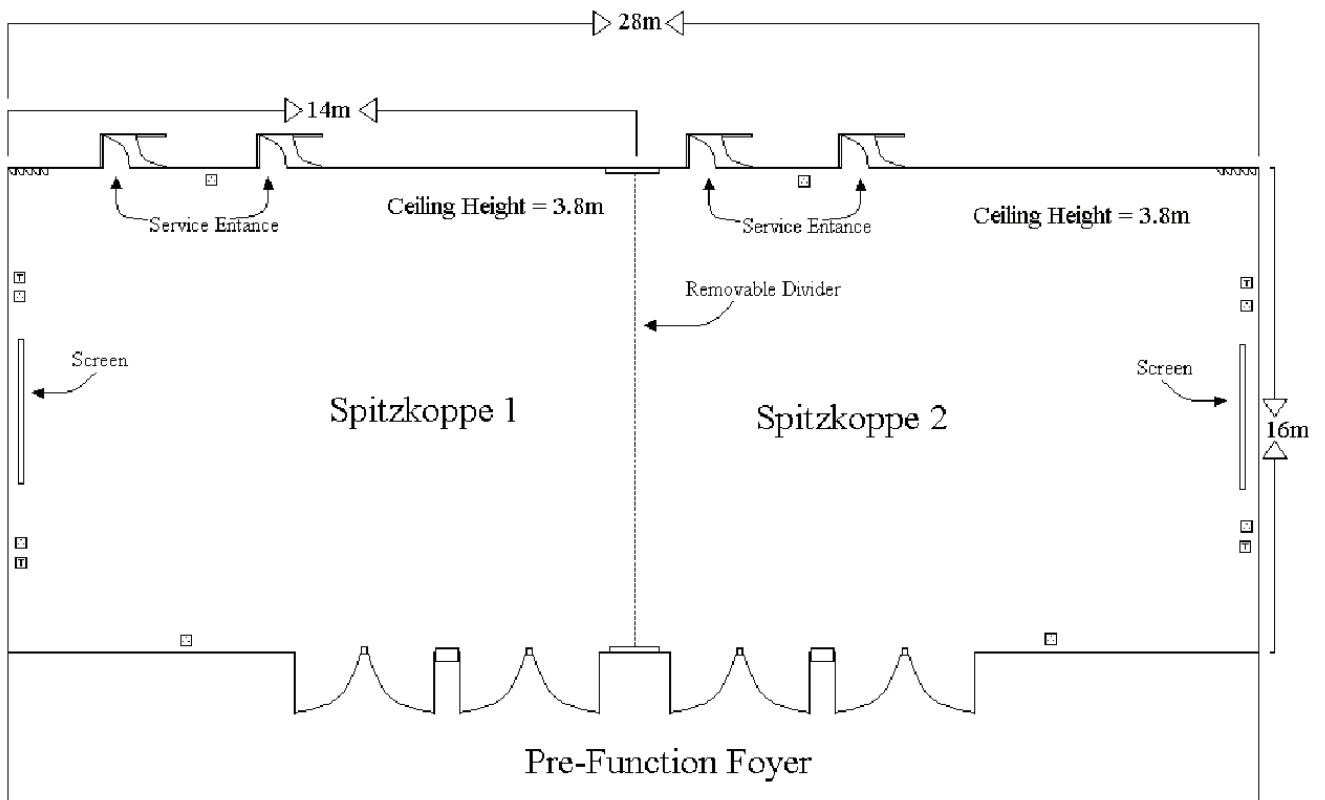 28m
14m
Ceiling Height = 3.8m
Service Entance
Ceiling Height = 3.8m
Service Entance
Removable Divider
Screen
Screen
Spitzkoppe 1
Spitzkoppe 2
16m
T
T
T
T
Pre-Function Foyer